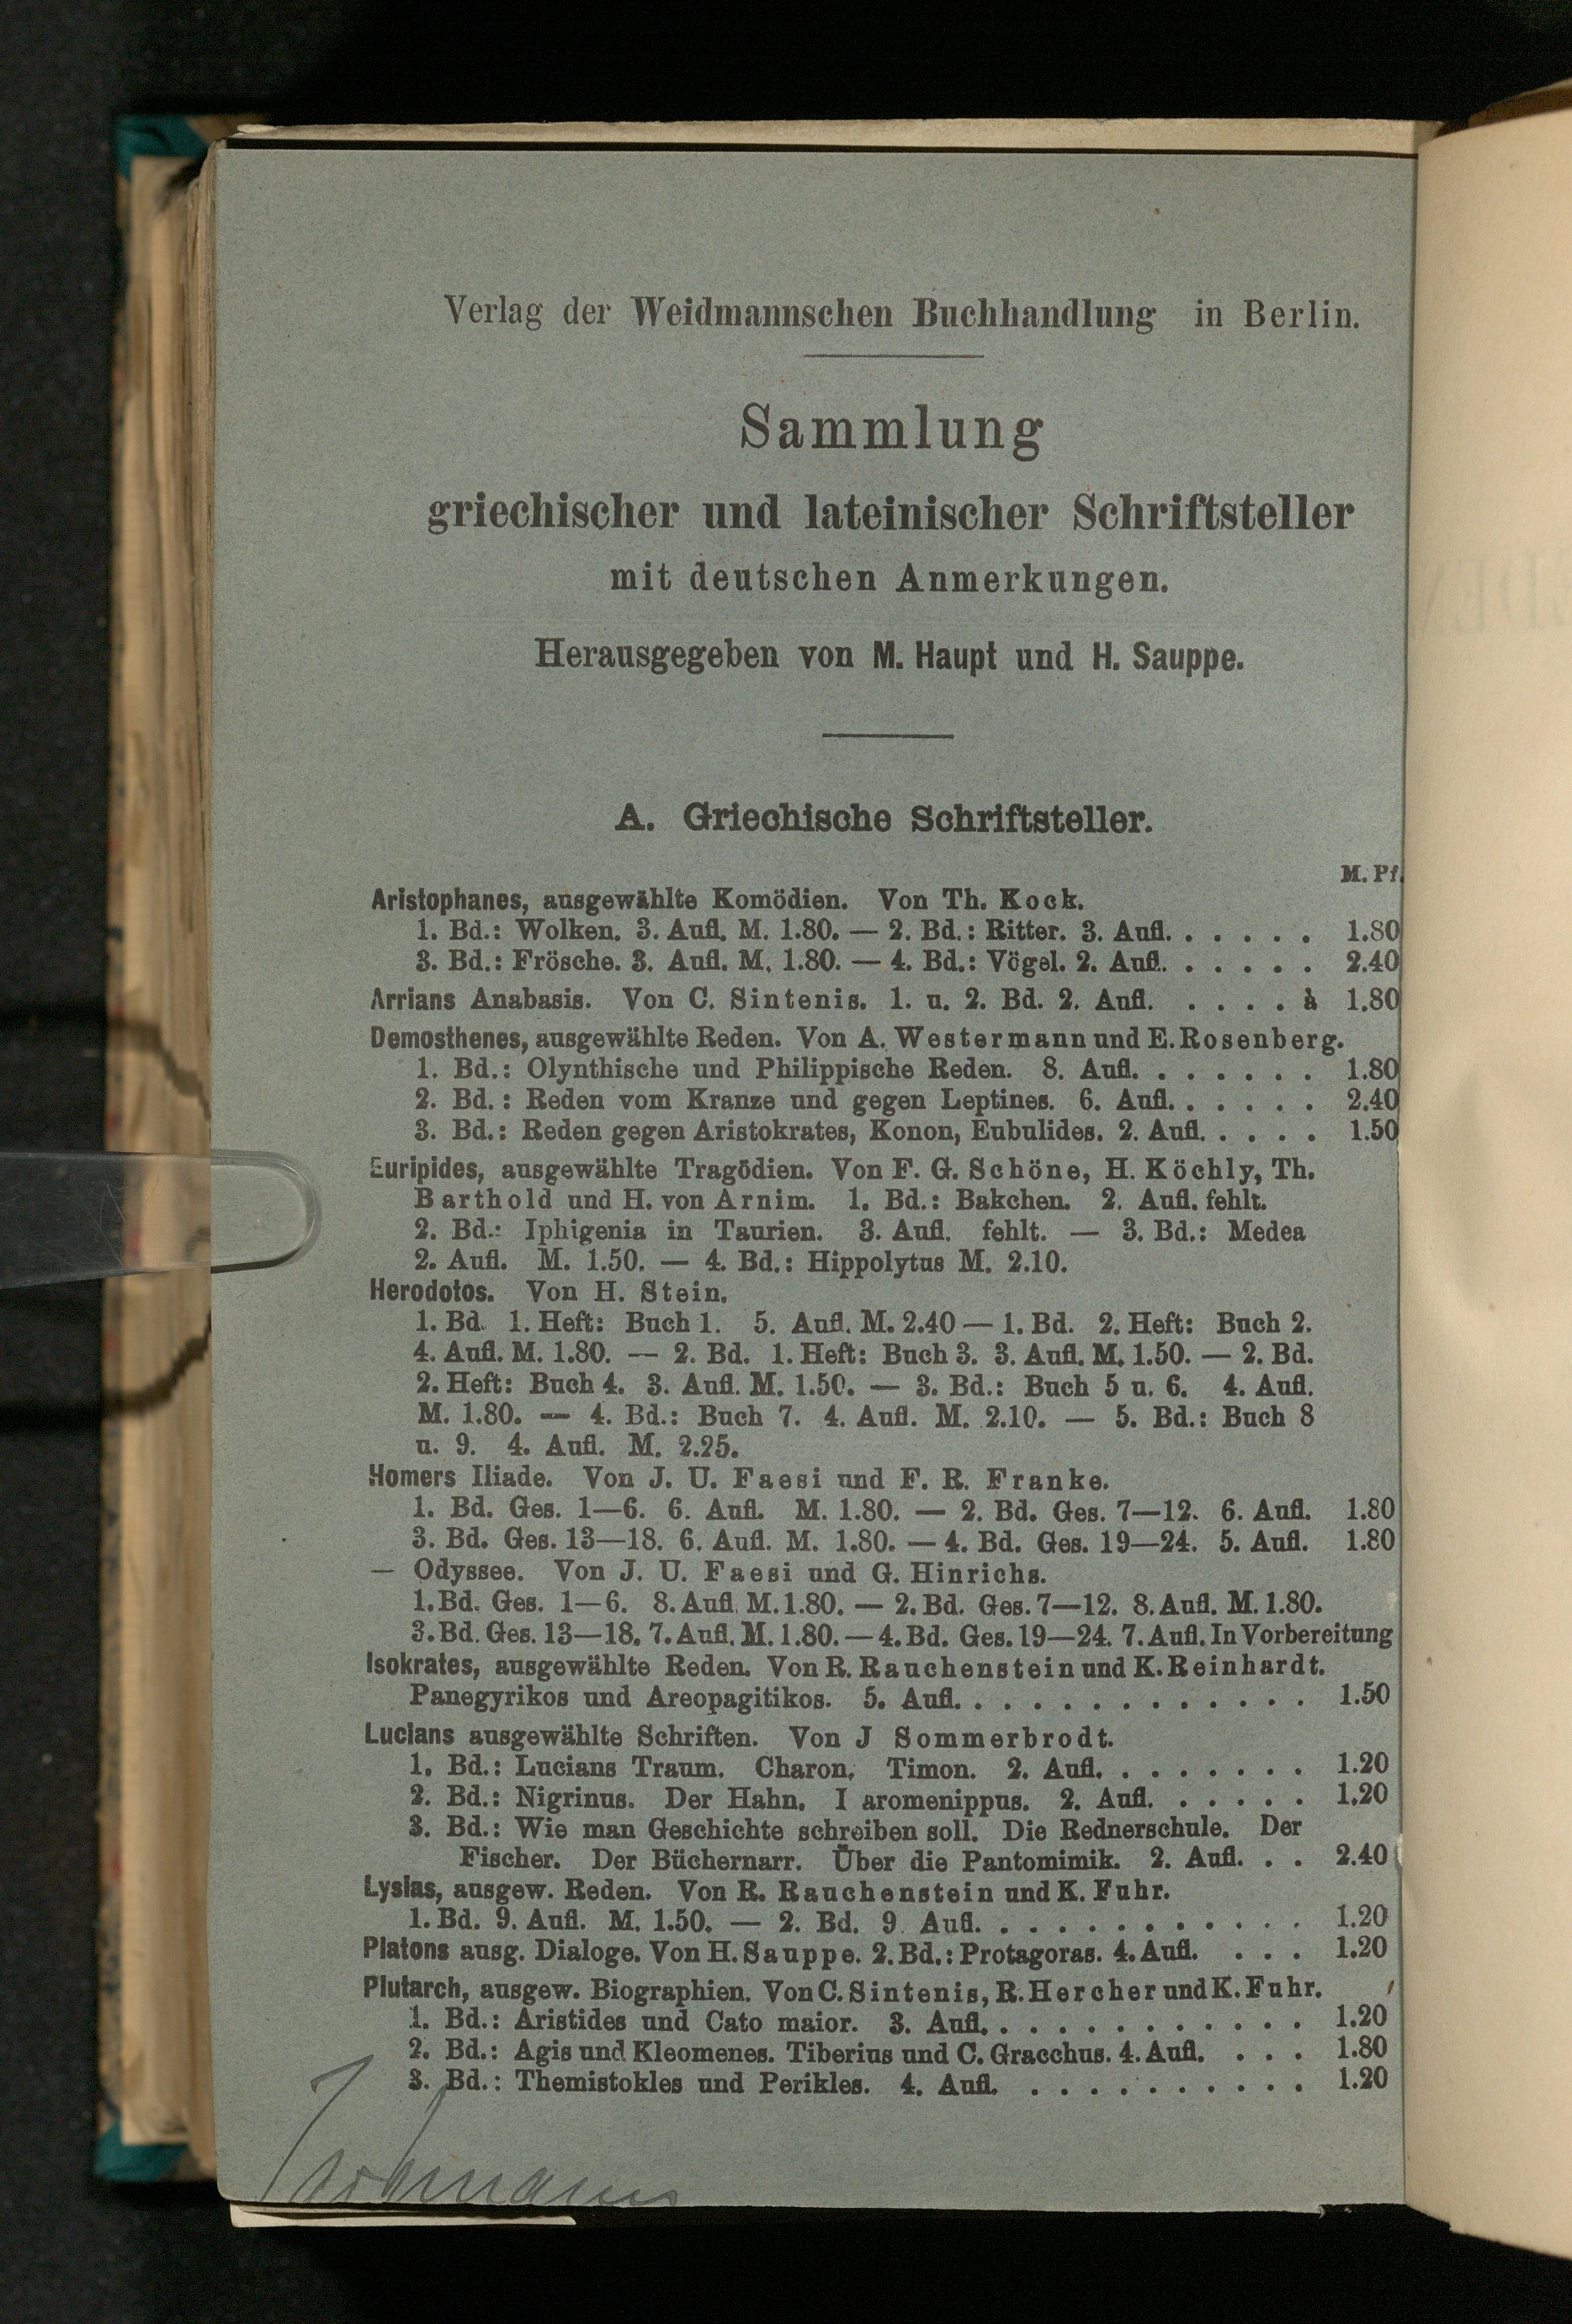 Verlag der Weidmannschen Buchhandlung in Berlin.
Sammlung
griechischer und lateinischer Schriftsteller
mit deutschen Anmerkungen.
Herausgegeben von M. Haupt und H. Sauppe.
A. Griechische Schriftsteller.
M. Pf.
Aristophanes, ausgewählte Komödien. Von Th. Kock.
1. Bd.: Wolken. 3. Aufl. M. 1.80. — 2. Bd.: Ritter. 3. Aufl. . . . . . 1.80
3. Bd.: Frösche. 3. Aufl. M. 1.80. — 4. Bd.: Vögel. 2. Aufl. . . . . . 2.40
Arrians Anabasis. Von C. Sintenis. 1. u. 2. Bd. 2. Aufl. . . . . à 1.80
Demosthenes, ausgewählte Reden. Von A. Westermann und E. Rosenberg.
1. Bd.: Olynthische und Philippische Reden. 8. Aufl. . . . . . . 1.80
2. Bd.: Reden vom Kranze und gegen Leptines. 6. Aufl. . . . . . 2.40
3. Bd.: Reden gegen Aristokrates, Konon, Eubulides. 2. Aufl. . . . . 1.50
Euripides, ausgewählte Tragödien. Von F. G. Schöne, H. Köchly, Th.
Barthold und H. von Arnim. 1. Bd.: Bakchen. 2. Aufl. fehlt.
2. Bd.: Iphigenia in Taurien. 3. Aufl. fehlt. — 3. Bd.: Medea
2. Aufl. M. 1.50. — 4. Bd.: Hippolytus M. 2.10.
Herodotos. Von H. Stein.
1. Bd. 1. Heft: Buch 1. 5. Aufl. M. 2.40 — 1. Bd. 2. Heft: Buch 2.
4. Aufl. M. 1.80. — 2. Bd. 1. Heft: Buch 3. 3. Aufl. M. 1.50. — 2. Bd.
2. Heft: Buch 4. 3. Aufl. M. 1.50. — 3. Bd.: Buch 5 u. 6. 4. Aufl.
M. 1.80. — 4. Bd.: Buch 7. 4. Aufl. M. 2.10. — 5. Bd.: Buch 8
u. 9. 4. Aufl. M. 2.25.
Homers Iliade. Von J. U. Faesi und F. R. Franke.
1. Bd. Ges. 1—6. 6. Aufl. M. 1.80. — 2. Bd. Ges. 7—12. 6. Aufl. 1.80
3. Bd. Ges. 13—18. 6. Aufl. M. 1.80. — 4. Bd. Ges. 19—24. 5. Aufl. 1.80
— Odyssee. Von J. U. Faesi und G. Hinrichs.
1. Bd. Ges. 1—6. 8. Aufl. M. 1.80. — 2. Bd. Ges. 7—12. 8. Aufl. M. 1.80.
3. Bd. Ges. 13—18. 7. Aufl. M. 1.80. — 4. Bd. Ges. 19—24. 7. Aufl. In Vorbereitung
Isokrates, ausgewählte Reden. Von R. Rauchenstein und K. Reinhardt.
Panegyrikos und Areopagitikos. 5. Aufl. . . . . . . . . . . . . 1.50
Lucians ausgewählte Schriften. Von J Sommerbrodt.
1. Bd.: Lucians Traum. Charon. Timon. 2. Aufl. . . . . . . . 1.20
2. Bd.: Nigrinus. Der Hahn. I aromenippus. 2. Aufl. . . . . . 1.20
3. Bd.: Wie man Geschichte schreiben soll. Die Rednerschule. Der
Fischer. Der Büchernarr. Über die Pantomimik. 2. Aufl. . . 2.40
Lysias, ausgew. Reden. Von R. Rauchenstein und K. Fuhr.
1. Bd. 9. Aufl. M. 1.50. — 2. Bd. 9. Aufl. . . . . . . . . . . . 1.20
Platons ausg. Dialoge. Von H. Sauppe. 2. Bd.: Protagoras. 4. Aufl. . . . 1.20
Plutarch, ausgew. Biographien. Von C. Sintenis, R. Hercher und K. Fuhr.
1. Bd.: Aristides und Cato maior. 3. Aufl. . . . . . . . . . . . 1.20
2. Bd.: Agis und Kleomenes. Tiberius und C. Gracchus. 4. Aufl. . . . 1.80
3. Bd.: Themistokles und Perikles. 4. Aufl. . . . . . . . . . . 1.20